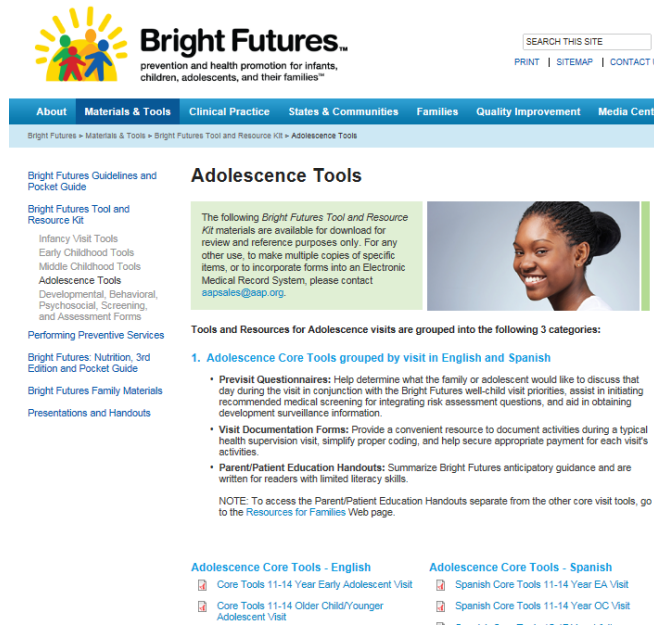 Bright Futures™
prevention and health promotion for infants,
children, adolescents, and their families™
SEARCH THIS SITE
PRINT | SITEMAP | CONTACT
About Materials & Tools Clinical Practice States & Communities Families Quality Improvement Media Cent
Bright Futures » Materials & Tools » Bright Futures Tool and Resource Kit » Adolescence Tools
Bright Futures Guidelines and
Pocket Guide
Bright Futures Tool and
Resource Kit
Infancy Visit Tools
Early Childhood Tools
Middle Childhood Tools
Adolescence Tools
Developmental, Behavioral,
Psychosocial, Screening,
and Assessment Forms
Performing Preventive Services
Bright Futures: Nutrition, 3rd
Edition and Pocket Guide
Bright Futures Family Materials
Presentations and Handouts
Adolescence Tools
The following Bright Futures Tool and Resource
Kit materials are available for download for
review and reference purposes only. For any
other use, to make multiple copies of specific
items, or to incorporate forms into an Electronic
Medical Record System, please contact
aapsales@aap.org.
Tools and Resources for Adolescence visits are grouped into the following 3 categories:
1. Adolescence Core Tools grouped by visit in English and Spanish
• Previsit Questionnaires: Help determine what the family or adolescent would like to discuss that
day during the visit in conjunction with the Bright Futures well-child visit priorities, assist in initiating
recommended medical screening for integrating risk assessment questions, and aid in obtaining
development surveillance information.
• Visit Documentation Forms: Provide a convenient resource to document activities during a typical
health supervision visit, simplify proper coding, and help secure appropriate payment for each visit's
activities.
• Parent/Patient Education Handouts: Summarize Bright Futures anticipatory guidance and are
written for readers with limited literacy skills.
NOTE: To access the Parent/Patient Education Handouts separate from the other core visit tools, go
to the Resources for Families Web page.
Adolescence Core Tools - English
Core Tools 11-14 Year Early Adolescent Visit
Core Tools 11-14 Older Child/Younger
Adolescent Visit
Adolescence Core Tools - Spanish
Spanish Core Tools 11-14 Year EA Visit
Spanish Core Tools 11-14 Year OC Visit